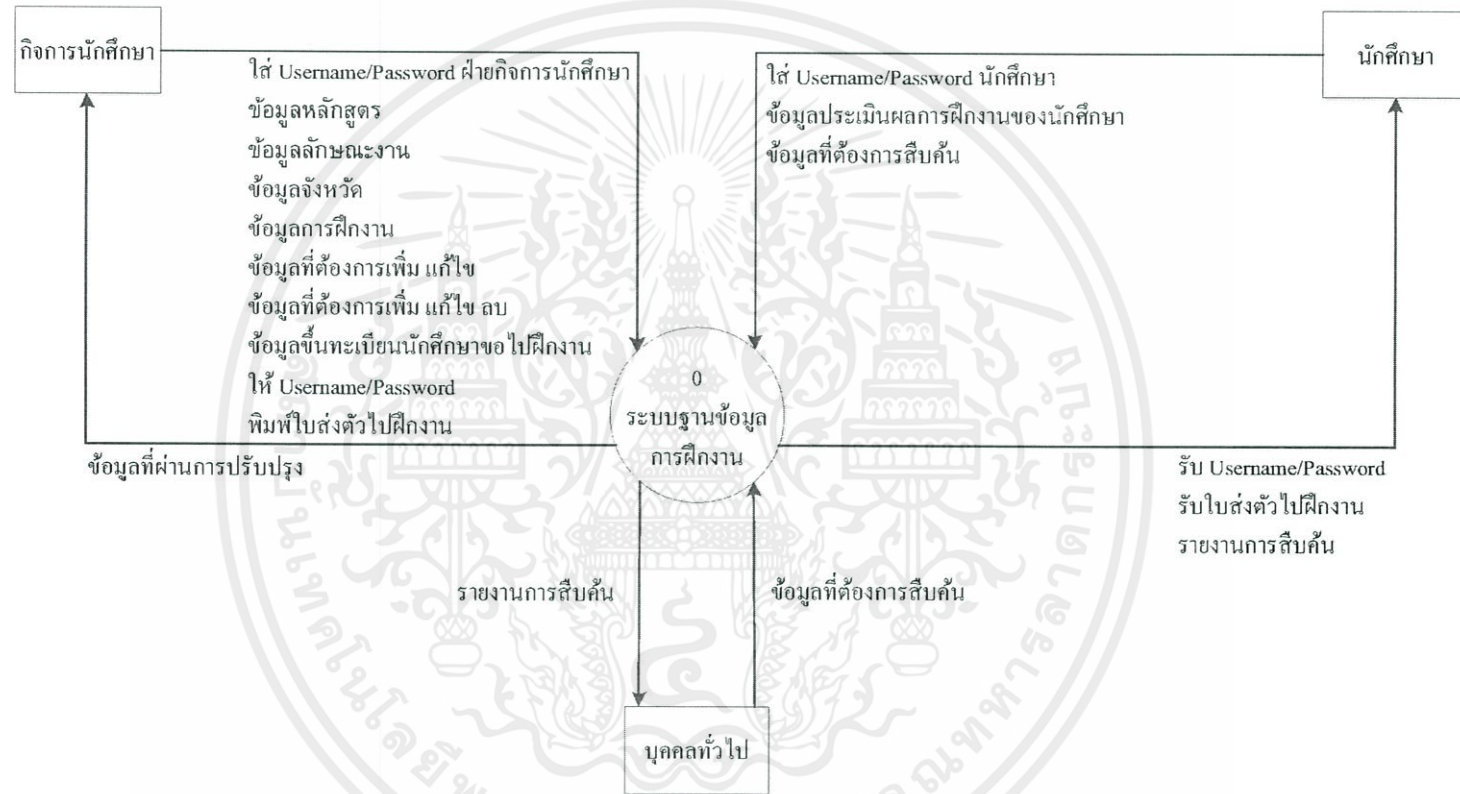 กิจการนักศึกษา
นักศึกษา
ใส่ Username/Password ฝ่ายกิจการนักศึกษา
ข้อมูลหลักสูตร
ข้อมูลลักษณะงาน
ข้อมูลจังหวัด
ข้อมูลการฝึกงาน
ข้อมูลที่ต้องการเพิ่ม แก้ไข
ข้อมูลที่ต้องการเพิ่ม แก้ไข ลบ
ข้อมูลขึ้นทะเบียนนักศึกษาขอไปฝึกงาน
ให้ Username/Password
พิมพ์ใบส่งตัวไปฝึกงาน
ใส่ Username/Password นักศึกษา
ข้อมูลประเมินผลการฝึกงานของนักศึกษา
ข้อมูลที่ต้องการสืบค้น
0
ระบบฐานข้อมูล
การฝึกงาน
ข้อมูลที่ผ่านการปรับปรุง
รับ Username/Password
รับใบส่งตัวไปฝึกงาน
รายงานการสืบค้น
รายงานการสืบค้น
ข้อมูลที่ต้องการสืบค้น
บุคคลทั่วไป